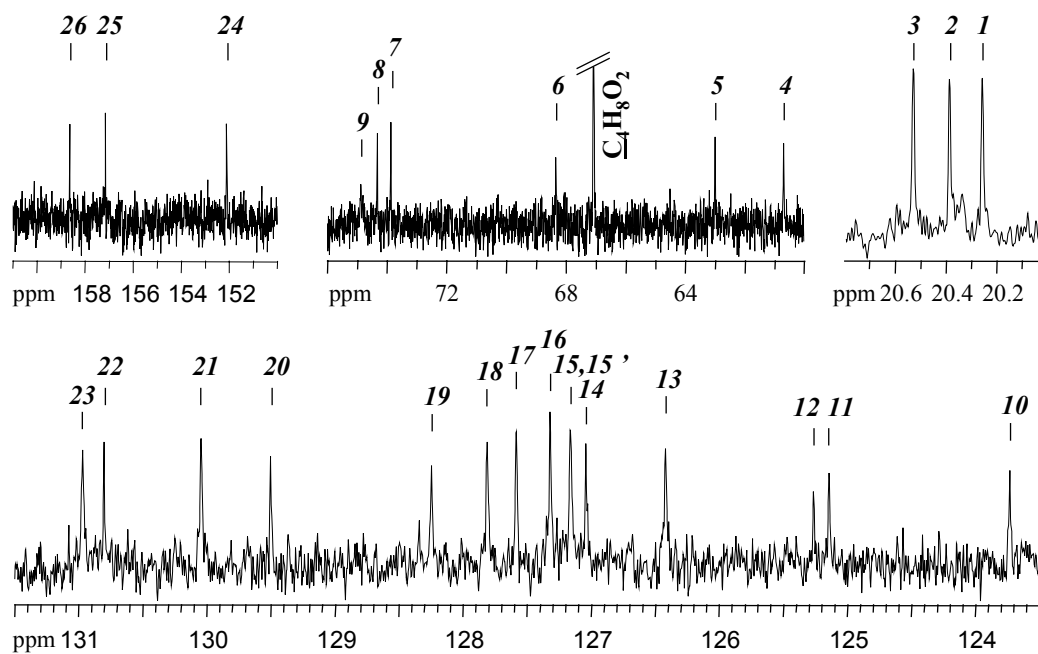 26 25 24
9 8 7 6 C₄H₈O₂ 5 4
3 2 1
ppm 158 156 154 152
72 68 64
ppm 20.6 20.4 20.2
23 22 21 20 19 18 17 16 15,15 ’ 14 13 12 11 10
ppm 131 130 129 128 127 126 125 124